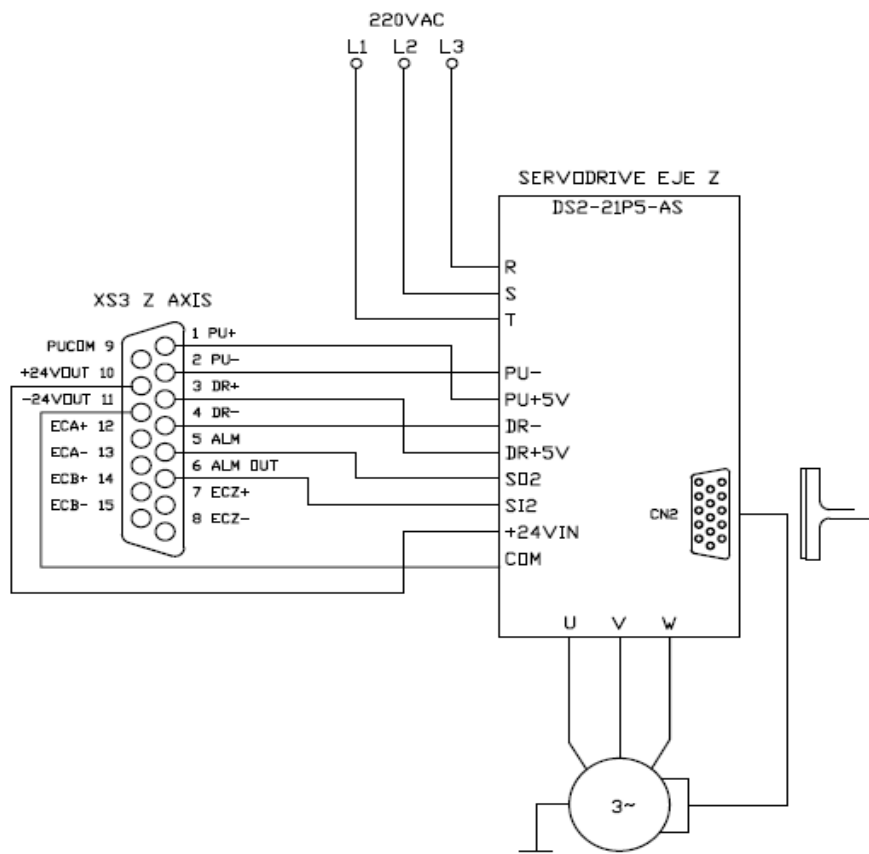 220VAC
L1 L2 L3
SERVODRIVE EJE Z
DS2-21P5-AS
R
S
T
PU-
PU+5V
DR-
DR+5V
SO2
SI2
+24VIN
COM
CN2
U V W
XS3 Z AXIS
PUCOM 9
+24VOUT 10
-24VOUT 11
ECA+ 12
ECA- 13
ECB+ 14
ECB- 15
1 PU+
2 PU-
3 DR+
4 DR-
5 ALM
6 ALM OUT
7 ECZ+
8 ECZ-
3~